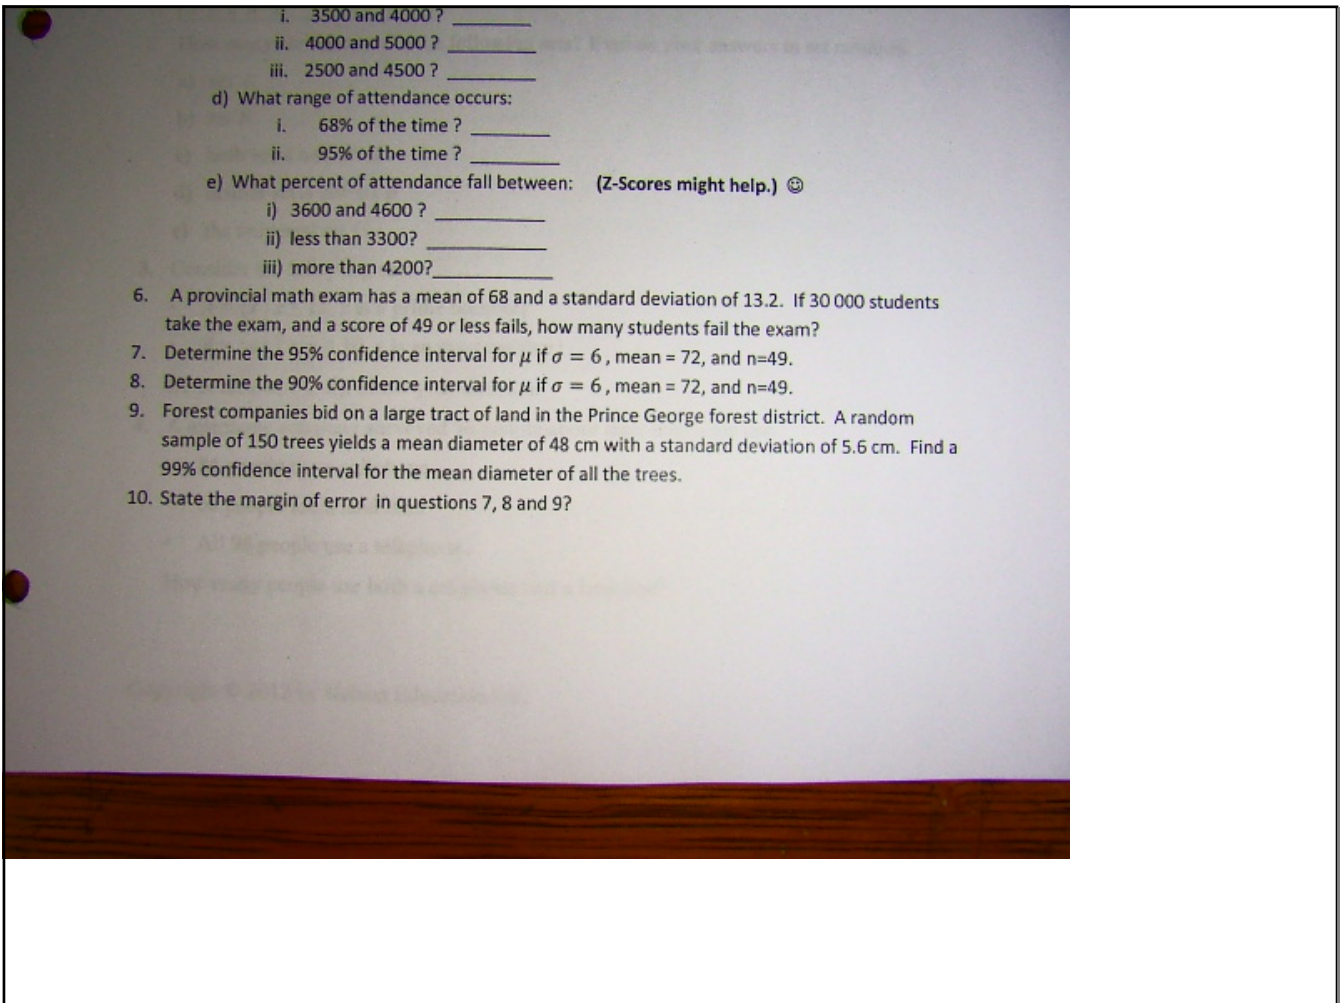 i. 3500 and 4000 ? ________
ii. 4000 and 5000 ? ________
iii. 2500 and 4500 ? ________
d) What range of attendance occurs:
i. 68% of the time ? ________
ii. 95% of the time ? ________
e) What percent of attendance fall between: (Z-Scores might help.) ☺
i) 3600 and 4600 ? ________
ii) less than 3300? ________
iii) more than 4200?________
6. A provincial math exam has a mean of 68 and a standard deviation of 13.2. If 30 000 students
take the exam, and a score of 49 or less fails, how many students fail the exam?
7. Determine the 95% confidence interval for μ if σ = 6 , mean = 72, and n=49.
8. Determine the 90% confidence interval for μ if σ = 6 , mean = 72, and n=49.
9. Forest companies bid on a large tract of land in the Prince George forest district. A random
sample of 150 trees yields a mean diameter of 48 cm with a standard deviation of 5.6 cm. Find a
99% confidence interval for the mean diameter of all the trees.
10. State the margin of error in questions 7, 8 and 9?